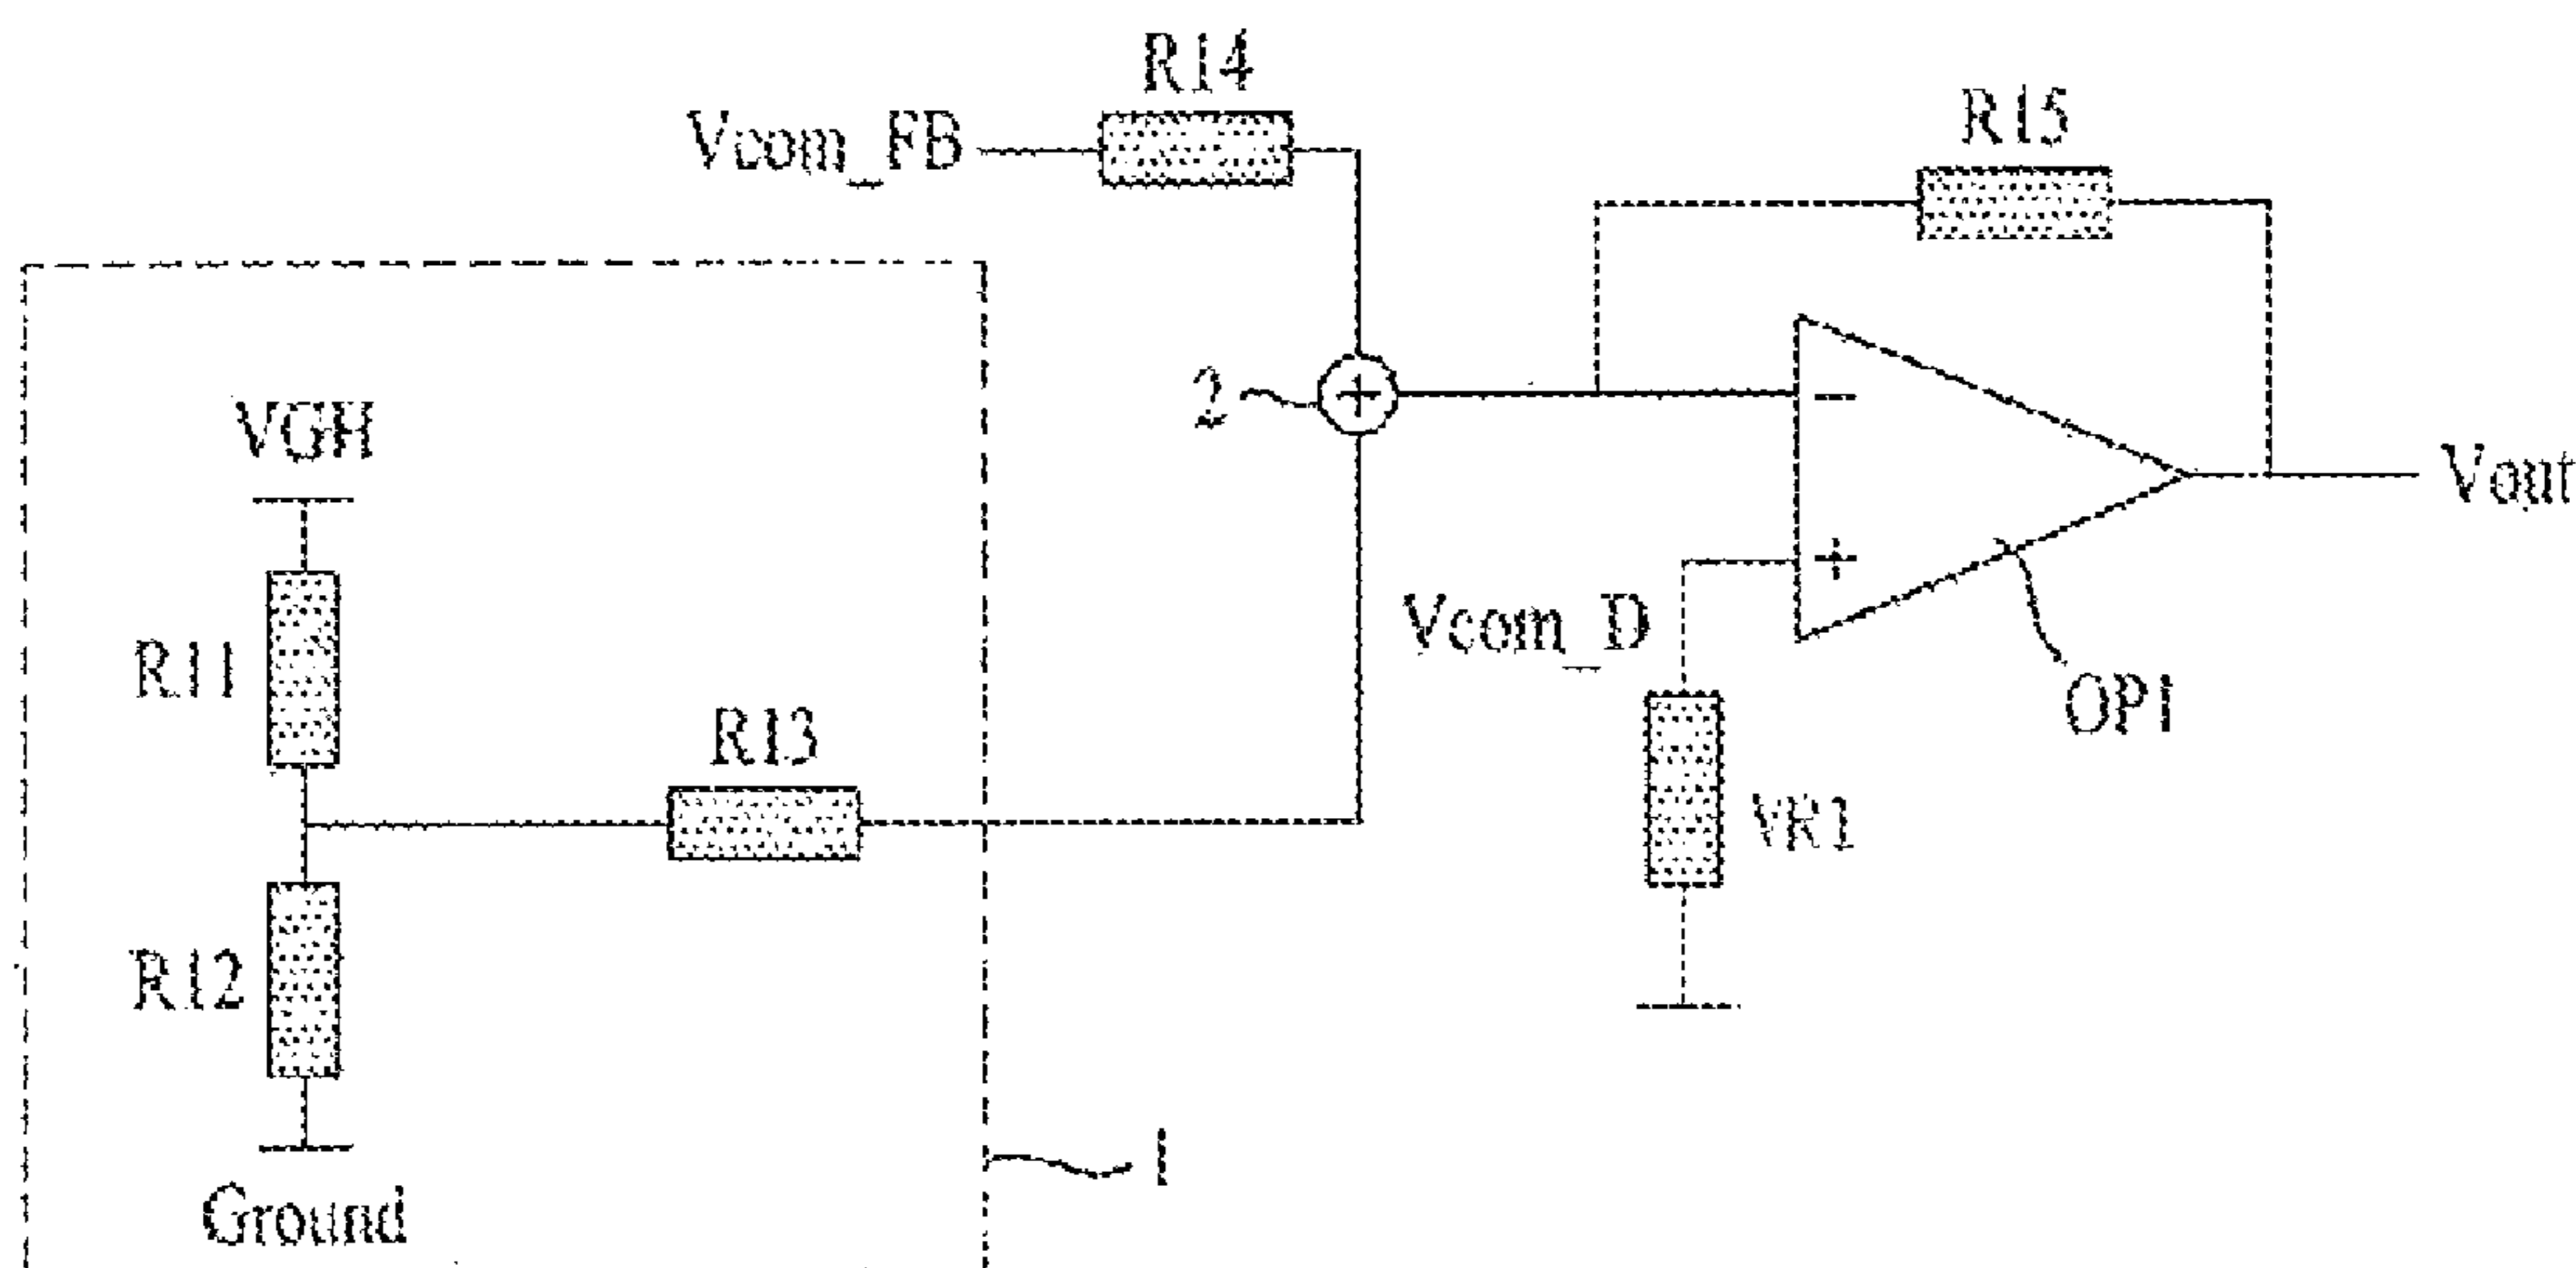 R14
Vcom_FB
R15
2
+
VGH
−
Vout
+
Vcom_D
R11
OP1
R13
VR1
R12
1
Ground